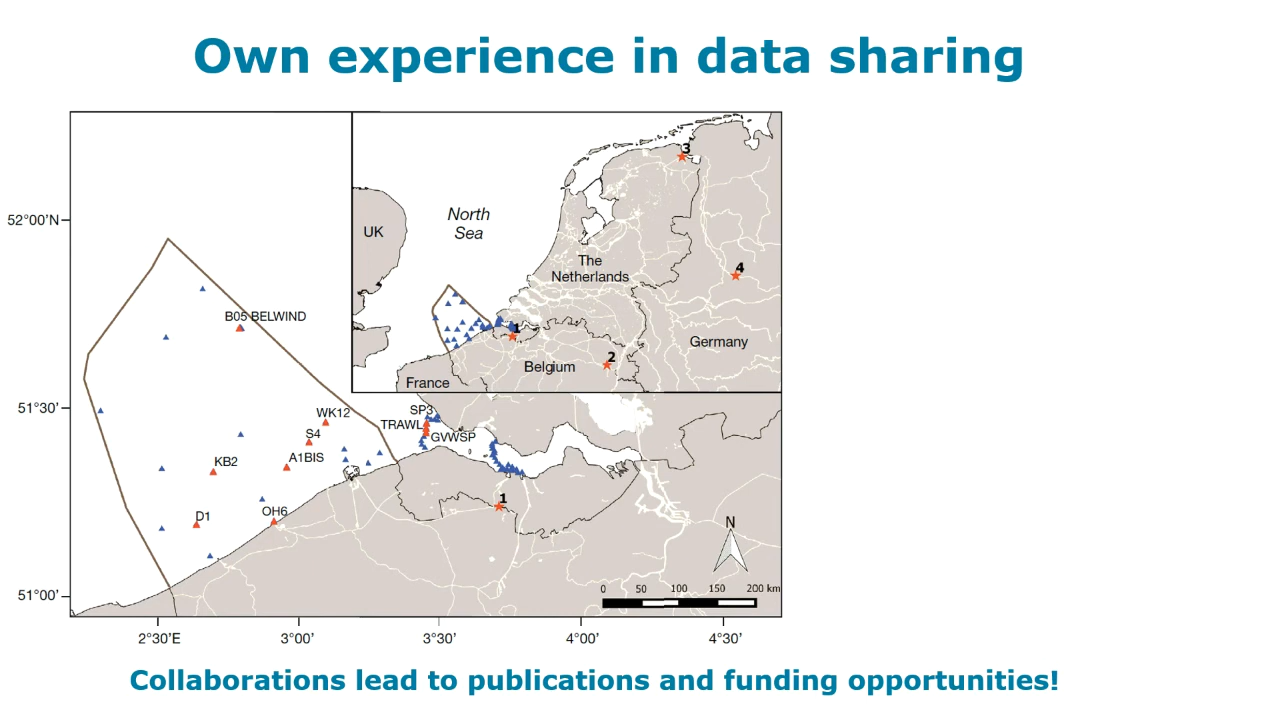 Own experience in data sharing
52°00’N
51°30’
51°00’
2°30’E
3°00’
3°30’
4°00’
4°30’
B05 BELWIND
WK12
S4
A1BIS
KB2
D1
OH6
SP3
TRAWL
GVWSP
1
UK
North
Sea
The
Netherlands
Germany
Belgium
France
3
4
1
2
N
0 50 100 150 200 km
Collaborations lead to publications and funding opportunities!